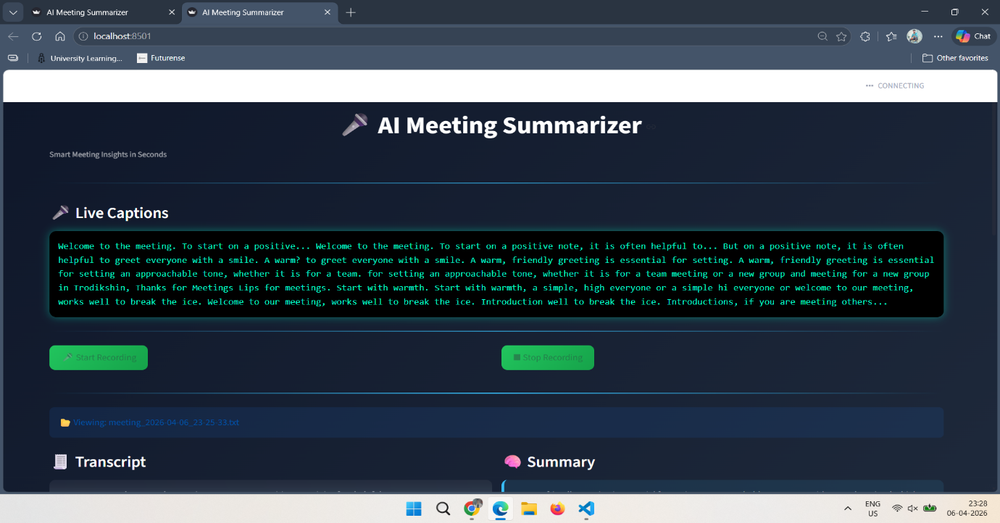 AI Meeting Summarizer
AI Meeting Summarizer
localhost:8501
Chat
University Learning...
Futurense
Other favorites
CONNECTING
AI Meeting Summarizer
Smart Meeting Insights in Seconds
Live Captions
Welcome to the meeting. To start on a positive... Welcome to the meeting. To start on a positive note, it is often helpful to... But on a positive note, it is often
helpful to greet everyone with a smile. A warm? to greet everyone with a smile. A warm, friendly greeting is essential for setting. A warm, friendly greeting is essential
for setting an approachable tone, whether it is for a team. for setting an approachable tone, whether it is for a team meeting or a new group and meeting for a new group
in Trodikshin, Thanks for Meetings Lips for meetings. Start with warmth. Start with warmth, a simple, high everyone or a simple hi everyone or welcome to our meeting,
works well to break the ice. Welcome to our meeting, works well to break the ice. Introduction well to break the ice. Introductions, if you are meeting others...
Start Recording
Stop Recording
Viewing: meeting_2026-04-06_23-25-33.txt
Transcript
Summary
ENG
US
23:28
06-04-2026